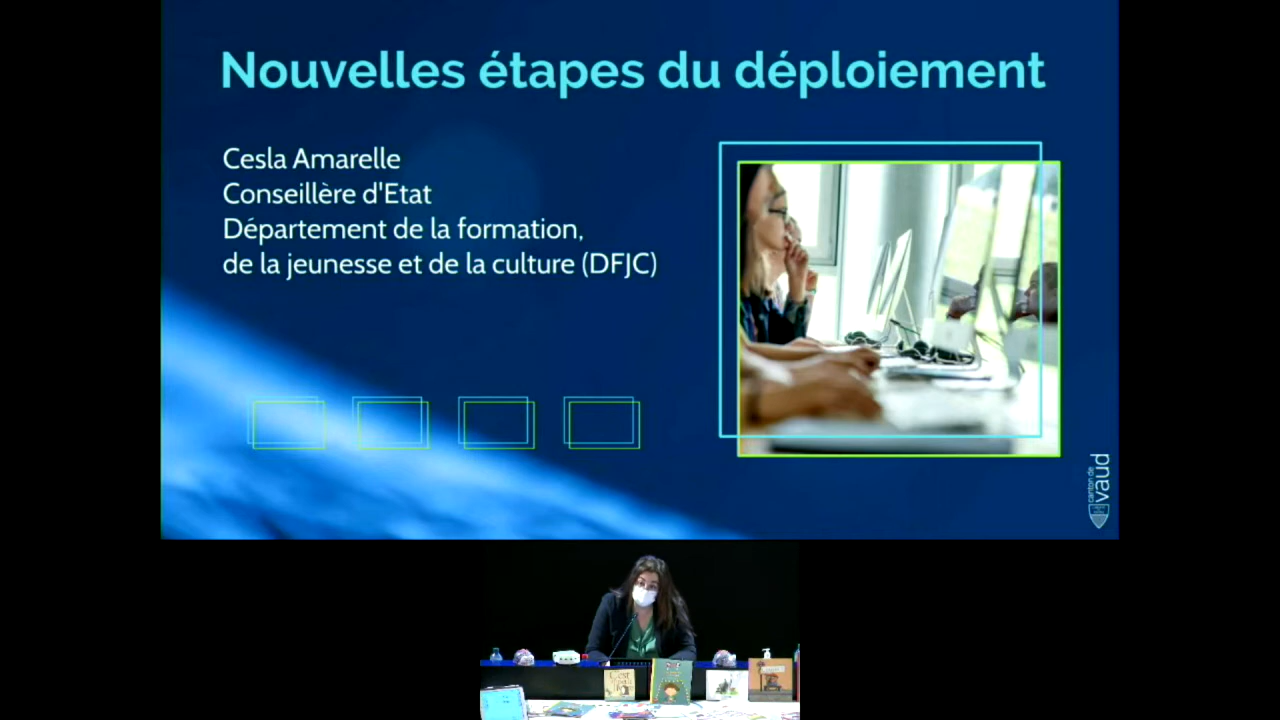 Nouvelles étapes du déploiement
Cesla Amarelle
Conseillère d'Etat
Département de la formation,
de la jeunesse et de la culture (DFJC)
canton de
vaud